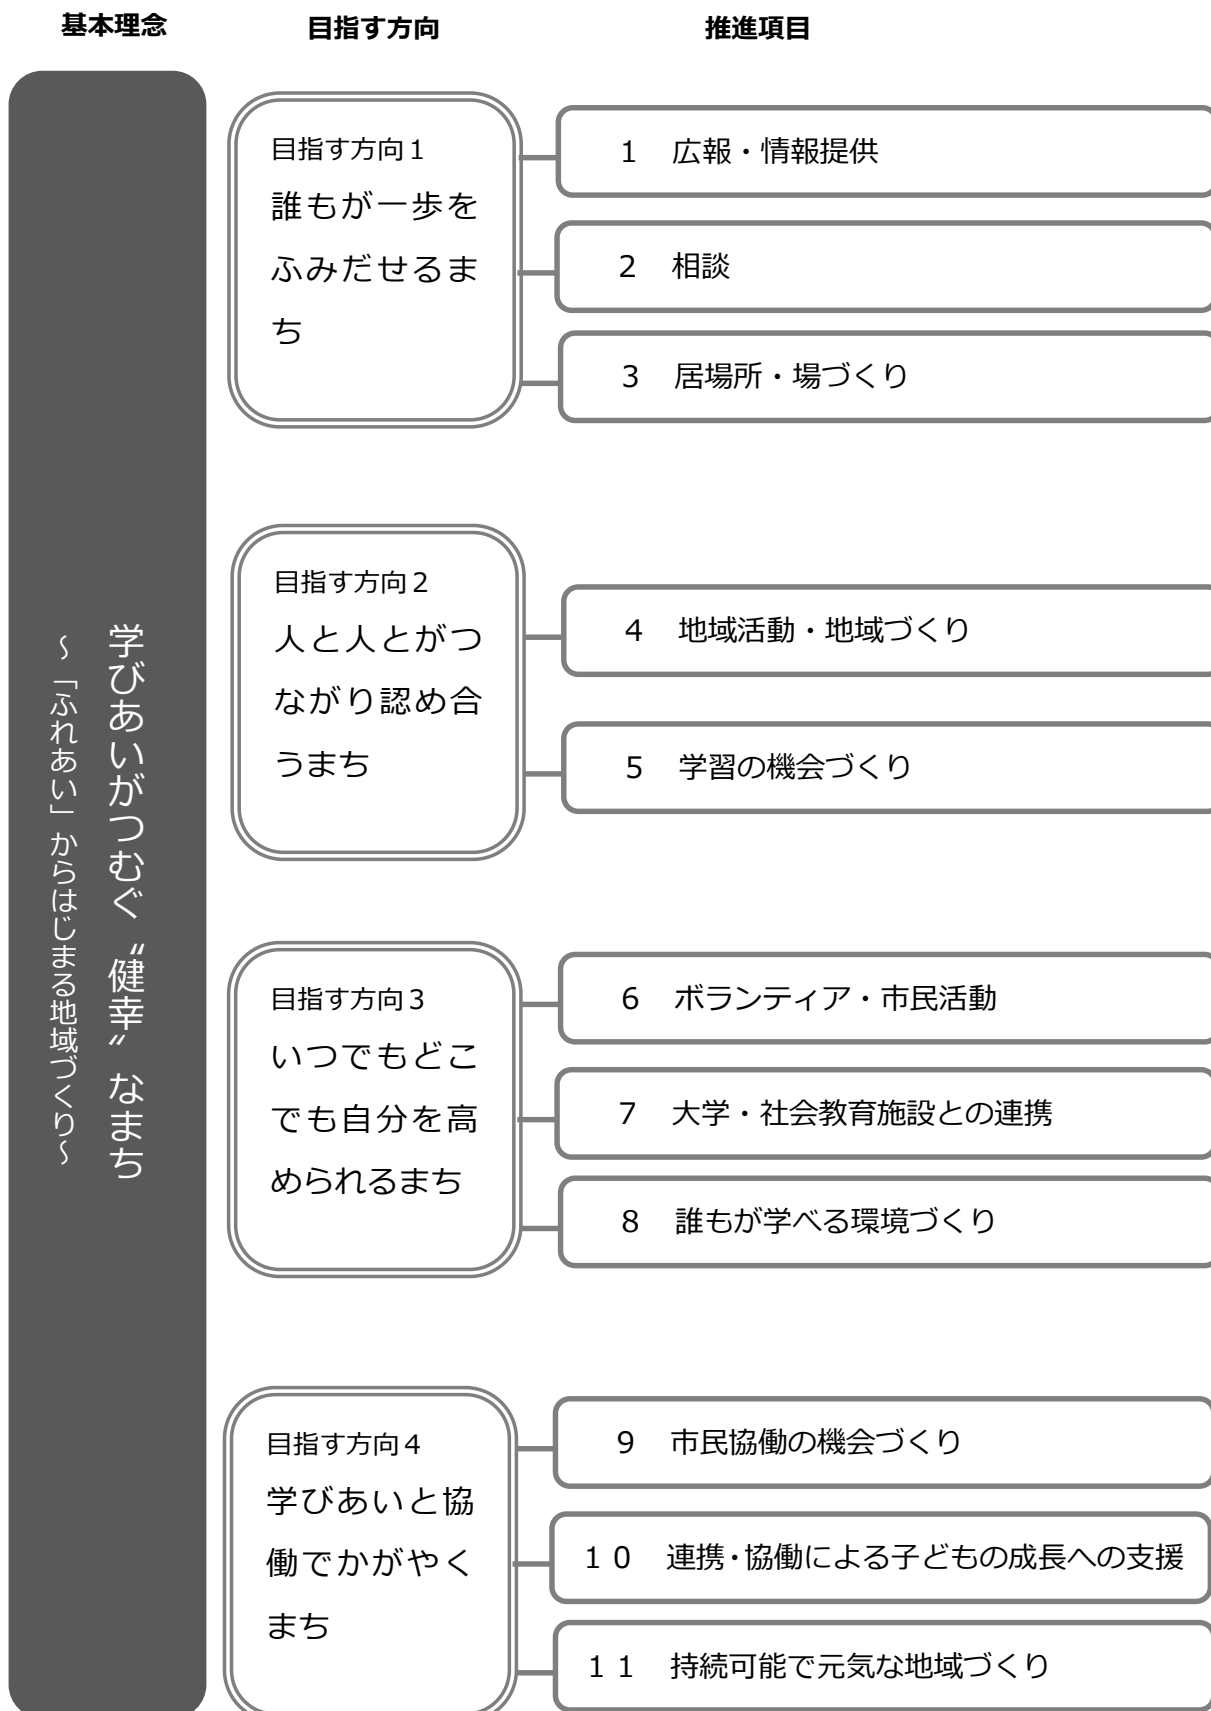 基本理念　目指す方向　推進項目
学びあいがつむぐ〝健幸〟なまち
～「ふれあい」からはじまる地域づくり～
目指す方向１
誰もが一歩を
ふみだせるま
ち
１　広報・情報提供
２　相談
３　居場所・場づくり
目指す方向２
人と人とがつ
ながり認め合
うまち
４　地域活動・地域づくり
５　学習の機会づくり
目指す方向３
いつでもどこ
でも自分を高
められるまち
６　ボランティア・市民活動
７　大学・社会教育施設との連携
８　誰もが学べる環境づくり
目指す方向４
学びあいと協
働でかがやく
まち
９　市民協働の機会づくり
１０　連携・協働による子どもの成長への支援
１１　持続可能で元気な地域づくり